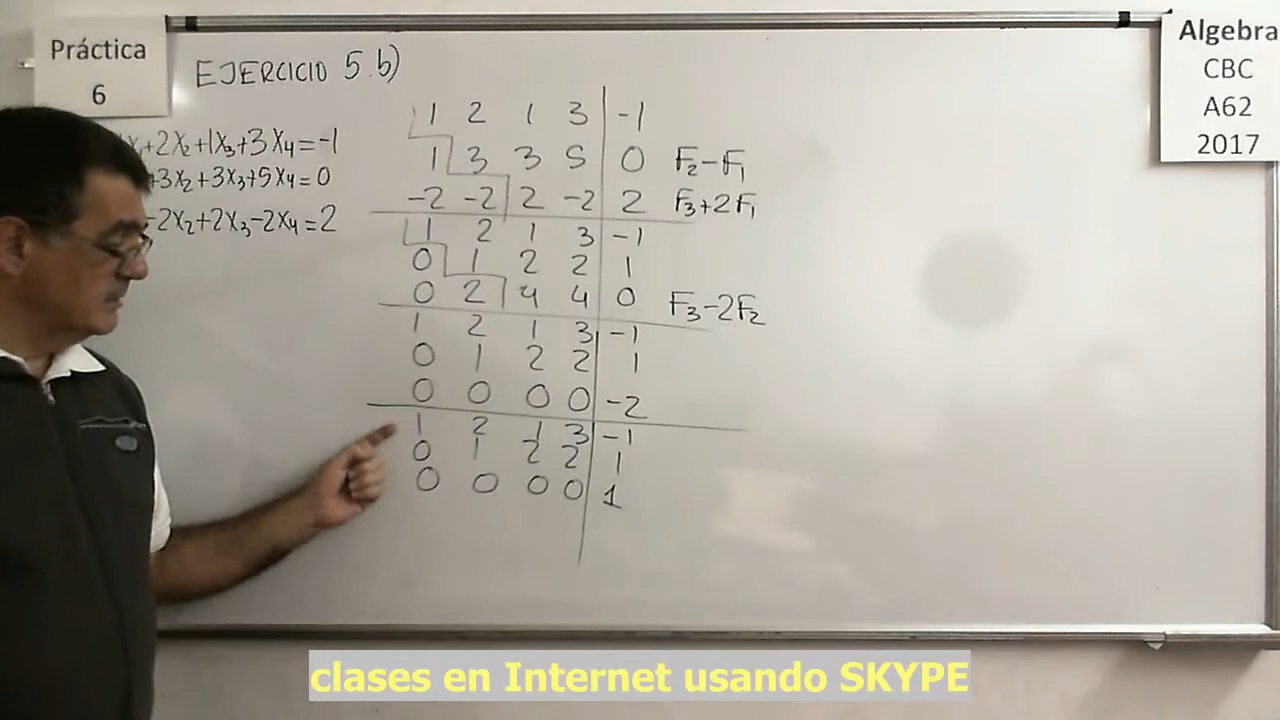 Práctica
6
Algebra
CBC
A62
2017
EJERCICIO 5.b)
x₁+2x₂+1x₃+3x₄=-1
+3x₂+3x₃+5x₄=0
-2x₂+2x₃-2x₄=2
1 2 1 3 -1
1 3 3 5 0 F₂-F₁
-2 -2 2 -2 2 F₃+2F₁
1 2 1 3 -1
0 1 2 2 1
0 2 4 4 0 F₃-2F₂
1 2 1 3 -1
0 1 2 2 1
0 0 0 0 -2
1 2 1 3 -1
0 1 2 2 1
0 0 0 0 1
clases en Internet usando SKYPE